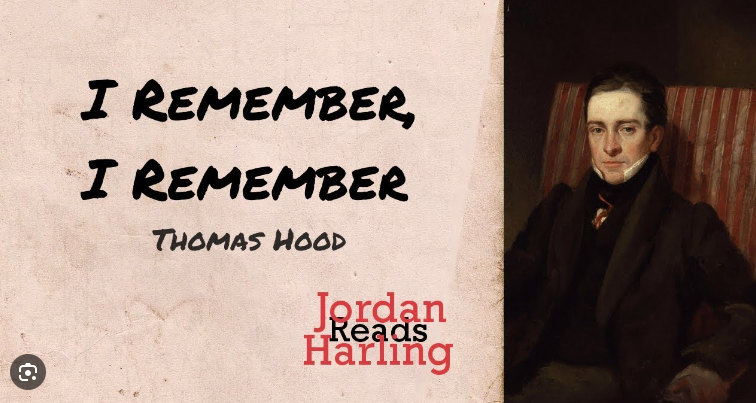 I Remember,
I Remember
Thomas Hood
Jordan
Reads
Harling